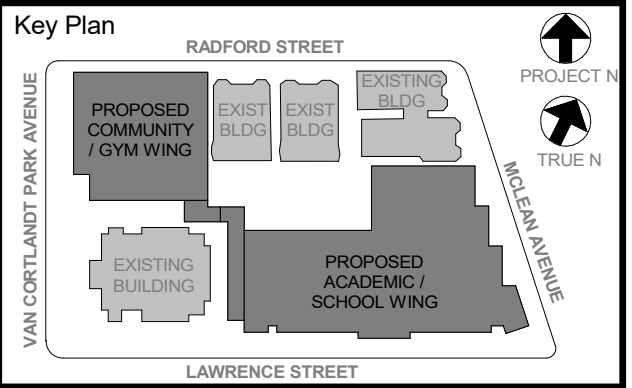 Key Plan
RADFORD STREET
PROJECT N
TRUE N
VAN CORTLANDT PARK AVENUE
PROPOSED
COMMUNITY
/ GYM WING
EXIST
BLDG
EXIST
BLDG
EXISTING
BLDG
MCLEAN AVENUE
EXISTING
BUILDING
PROPOSED
ACADEMIC /
SCHOOL WING
LAWRENCE STREET